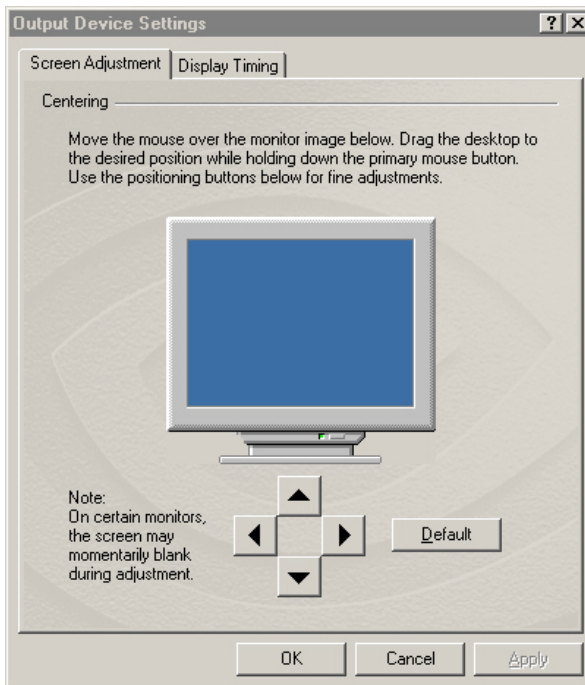 Output Device Settings
Screen Adjustment
Display Timing
Centering
Move the mouse over the monitor image below. Drag the desktop to
the desired position while holding down the primary mouse button.
Use the positioning buttons below for fine adjustments.
Note:
On certain monitors,
the screen may
momentarily blank
during adjustment.
Default
OK
Cancel
Apply